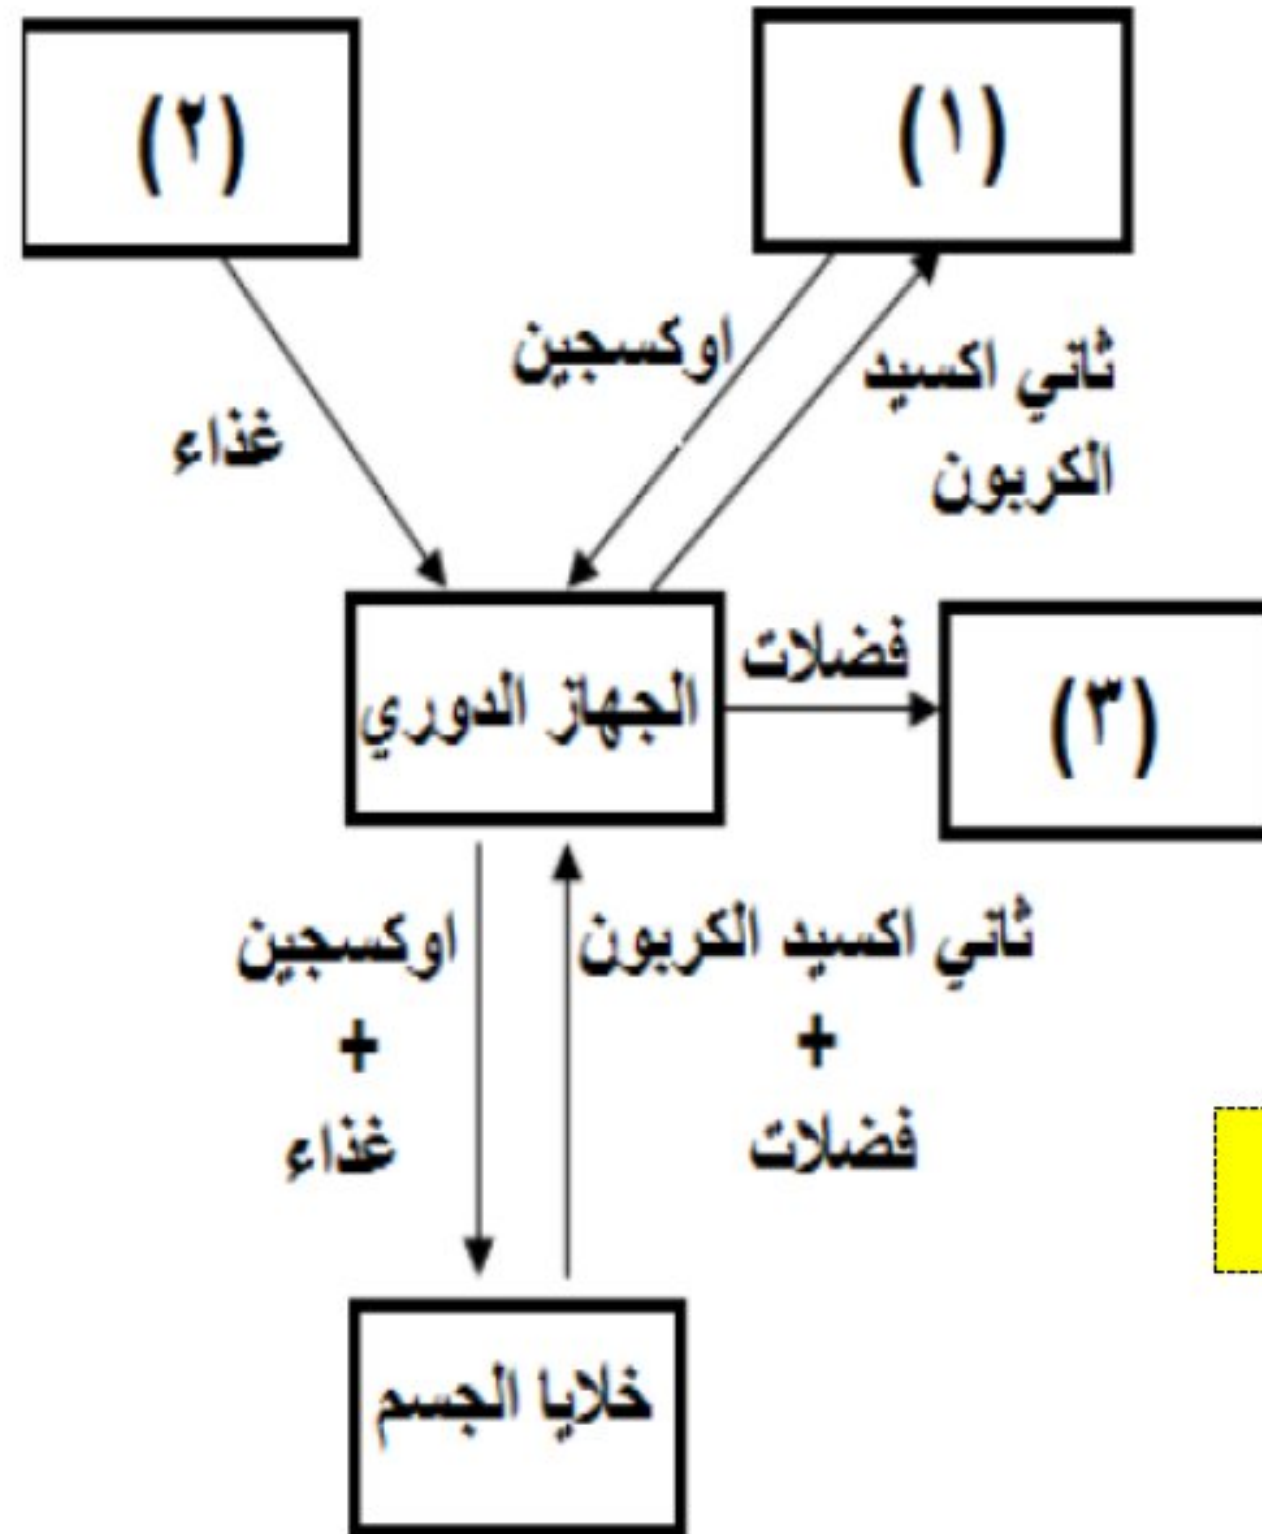 (١)
(٢)
اوكسجين
ثاني اكسيد
الكربون
غذاء
الجهاز الدوري
فضلات
(٣)
ثاني اكسيد الكربون
+
فضلات
اوكسجين
+
غذاء
خلايا الجسم